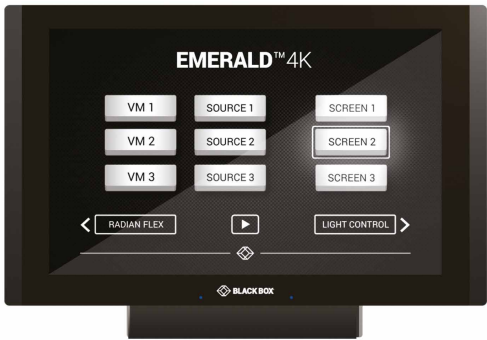 EMERALD™4K
VM 1 SOURCE 1 SCREEN 1
VM 2 SOURCE 2 SCREEN 2
VM 3 SOURCE 3 SCREEN 3
RADIAN FLEX LIGHT CONTROL
BLACK BOX